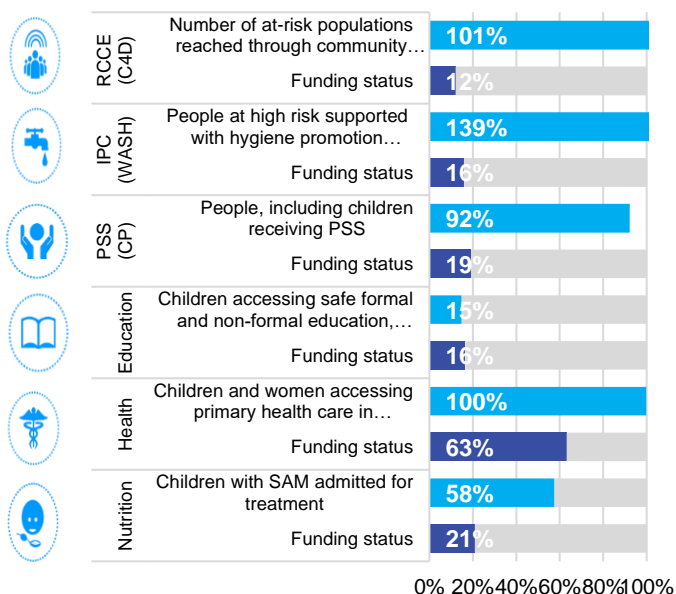 RCCE
(C4D)
Number of at-risk populations
reached through community…
101%
Funding status
12%
IPC
(WASH)
People at high risk supported
with hygiene promotion…
139%
Funding status
16%
PSS
(CP)
People, including children
receiving PSS
92%
Funding status
19%
Education
Children accessing safe formal
and non-formal education,…
15%
Funding status
16%
Health
Children and women accessing
primary health care in…
100%
Funding status
63%
Nutrition
Children with SAM admitted for
treatment
58%
Funding status
21%
0% 20% 40% 60% 80% 100%